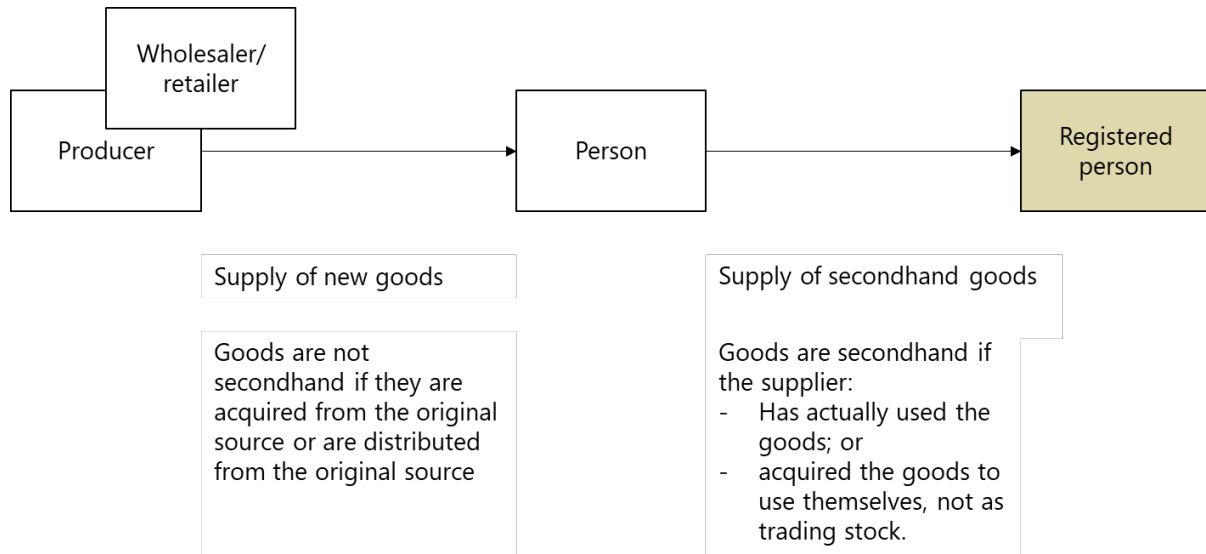 Wholesaler/
retailer
Producer
Person
Registered
person
Supply of new goods
Goods are not
secondhand if they are
acquired from the original
source or are distributed
from the original source
Supply of secondhand goods
Goods are secondhand if
the supplier:
- Has actually used the
goods; or
- acquired the goods to
use themselves, not as
trading stock.